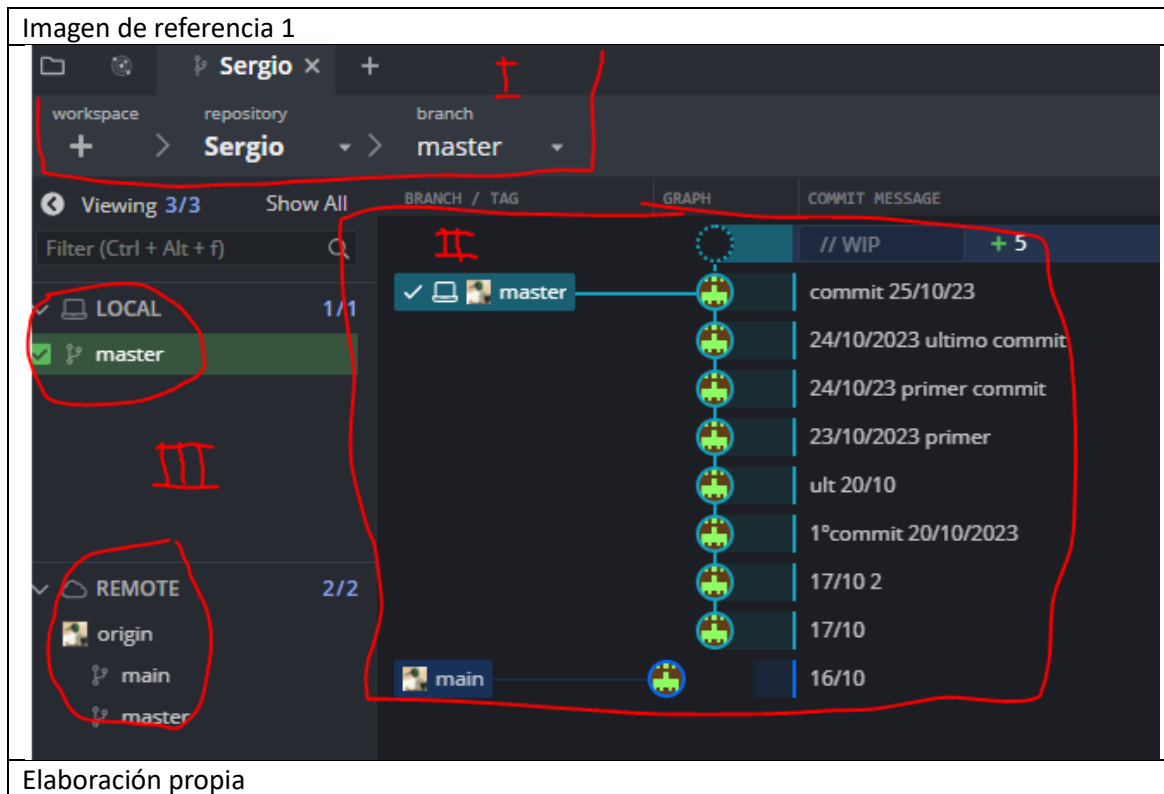 Imagen de referencia 1
Sergio × +
I
workspace repository branch
+ > Sergio > master
Viewing 3/3 Show All
BRANCH / TAG GRAPH COMMIT MESSAGE
Filter (Ctrl + Alt + f)
II
// WIP + 5
LOCAL 1/1
master
commit 25/10/23
master
24/10/2023 ultimo commit
24/10/23 primer commit
23/10/2023 primer
III
ult 20/10
1ºcommit 20/10/2023
REMOTE 2/2
17/10 2
origin
17/10
main
main
16/10
master
Elaboración propia